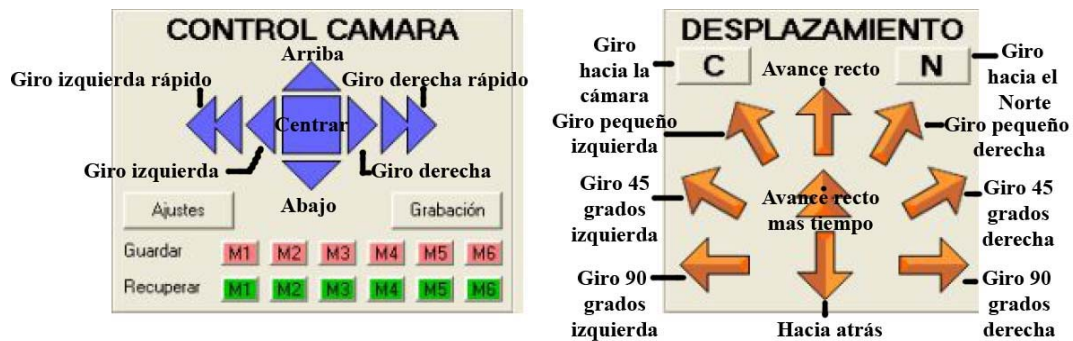 CONTROL CAMARA
Arriba
Giro izquierda rápido
Giro derecha rápido
Centrar
Giro izquierda
Giro derecha
Abajo
Ajustes
Grabación
Guardar M1 M2 M3 M4 M5 M6
Recuperar M1 M2 M3 M4 M5 M6
DESPLAZAMIENTO
Giro
hacia la
cámara
C
Avance recto
N
Giro
hacia el
Norte
Giro pequeño
izquierda
Giro pequeño
derecha
Giro 45
grados
izquierda
Avance recto
mas tiempo
Giro 45
grados
derecha
Giro 90
grados
izquierda
Hacia atrás
Giro 90
grados
derecha